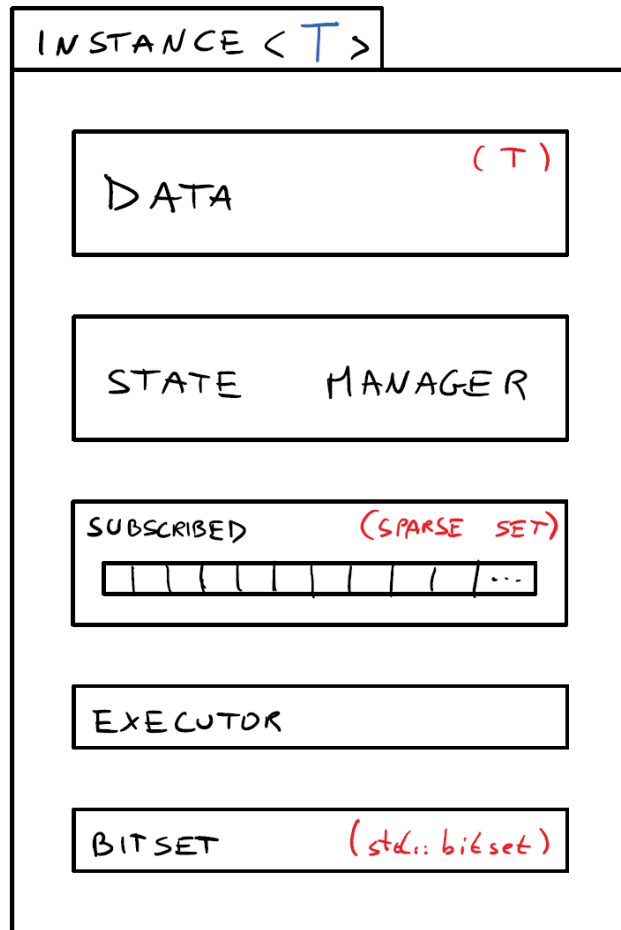 INSTANCE <T>
DATA (T)
STATE MANAGER
SUBSCRIBED (SPARSE SET)
...
EXECUTOR
BITSET (std::bitset)